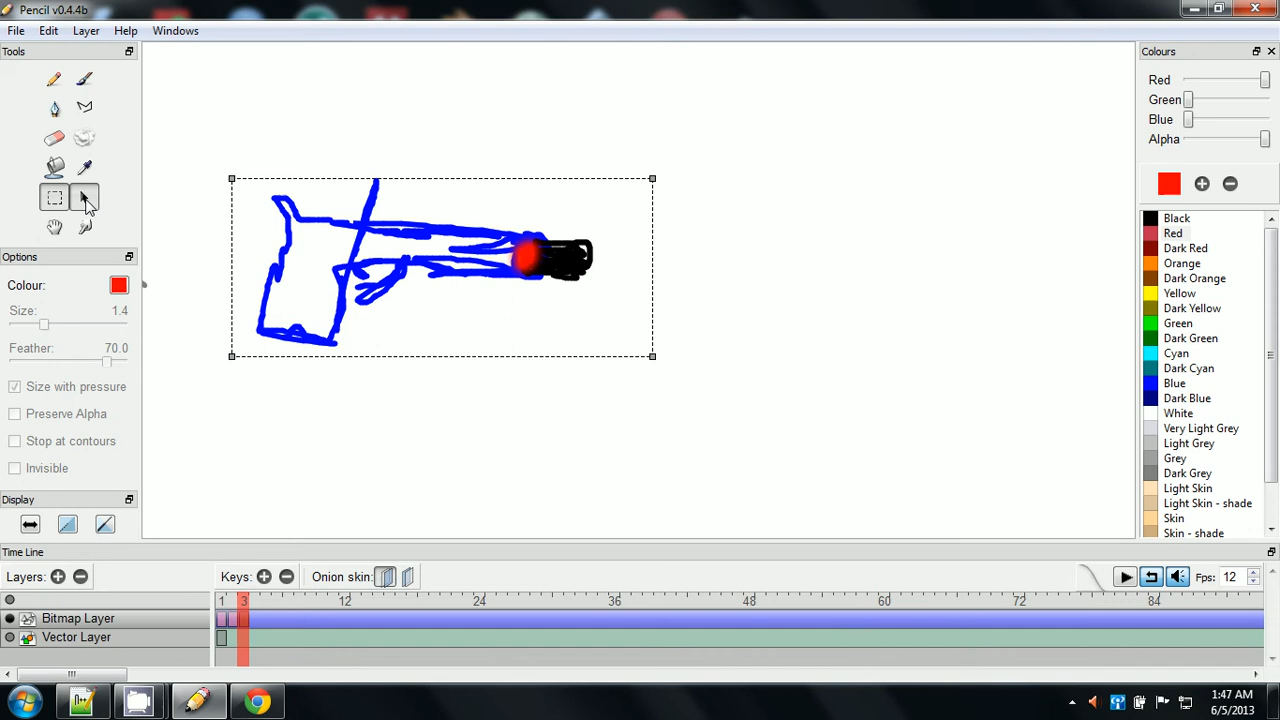 Pencil v0.4.4b
File Edit Layer Help Windows
Tools
Options
Colour:
Size: 1.4
Feather: 70.0
Size with pressure
Preserve Alpha
Stop at contours
Invisible
Display
Colours
Red
Green
Blue
Alpha
Black
Red
Dark Red
Orange
Dark Orange
Yellow
Dark Yellow
Green
Dark Green
Cyan
Dark Cyan
Blue
Dark Blue
White
Very Light Grey
Light Grey
Grey
Dark Grey
Light Skin
Light Skin - shade
Skin
Skin - shade
Time Line
Layers: Keys: Onion skin: Fps: 12
1 3 12 24 36 48 60 72 84
Bitmap Layer
Vector Layer
1:47 AM
6/5/2013